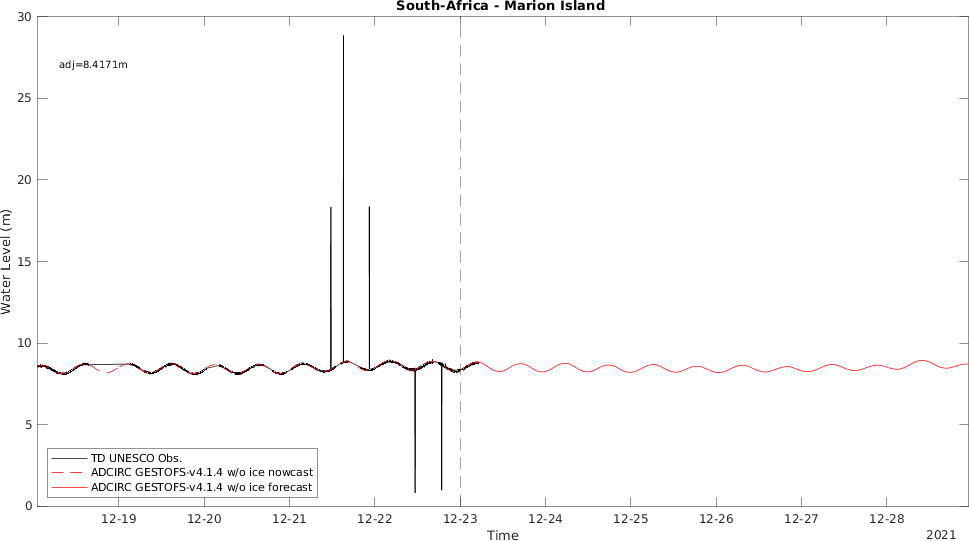 South-Africa - Marion Island
30
25
20
15
10
5
0
Water Level (m)
adj=8.4171m
TD UNESCO Obs.
ADCIRC GESTOFS-v4.1.4 w/o ice nowcast
ADCIRC GESTOFS-v4.1.4 w/o ice forecast
12-19 12-20 12-21 12-22 12-23 12-24 12-25 12-26 12-27 12-28
Time
2021